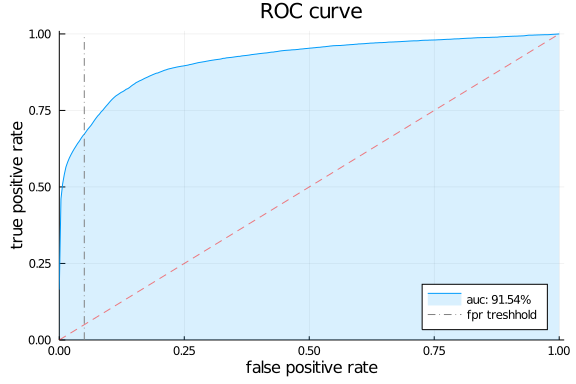 ROC curve
true positive rate
1.00
0.75
0.50
0.25
0.00
0.00 0.25 0.50 0.75 1.00
false positive rate
auc: 91.54%
fpr treshhold